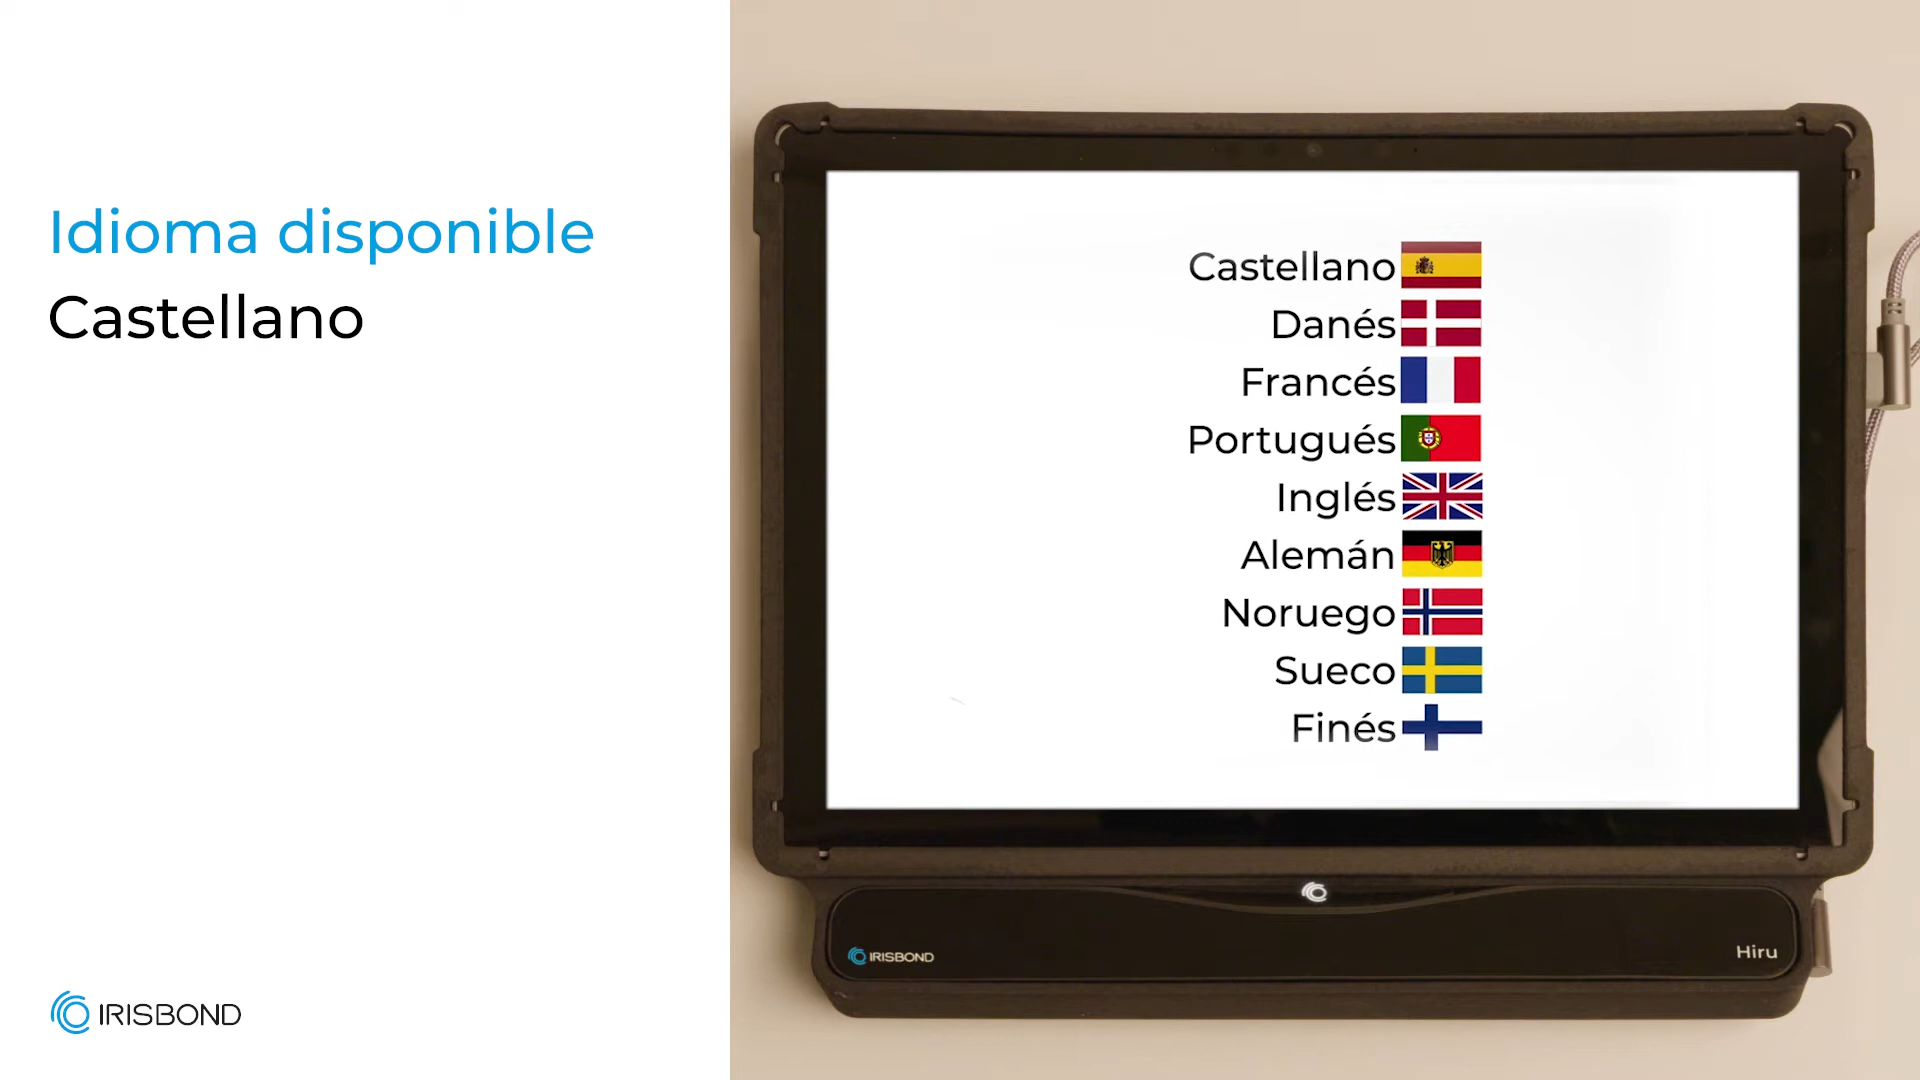 Idioma disponible
Castellano
IRISBOND
Castellano
Danés
Francés
Portugués
Inglés
Alemán
Noruego
Sueco
Finés
IRISBOND
Hiru